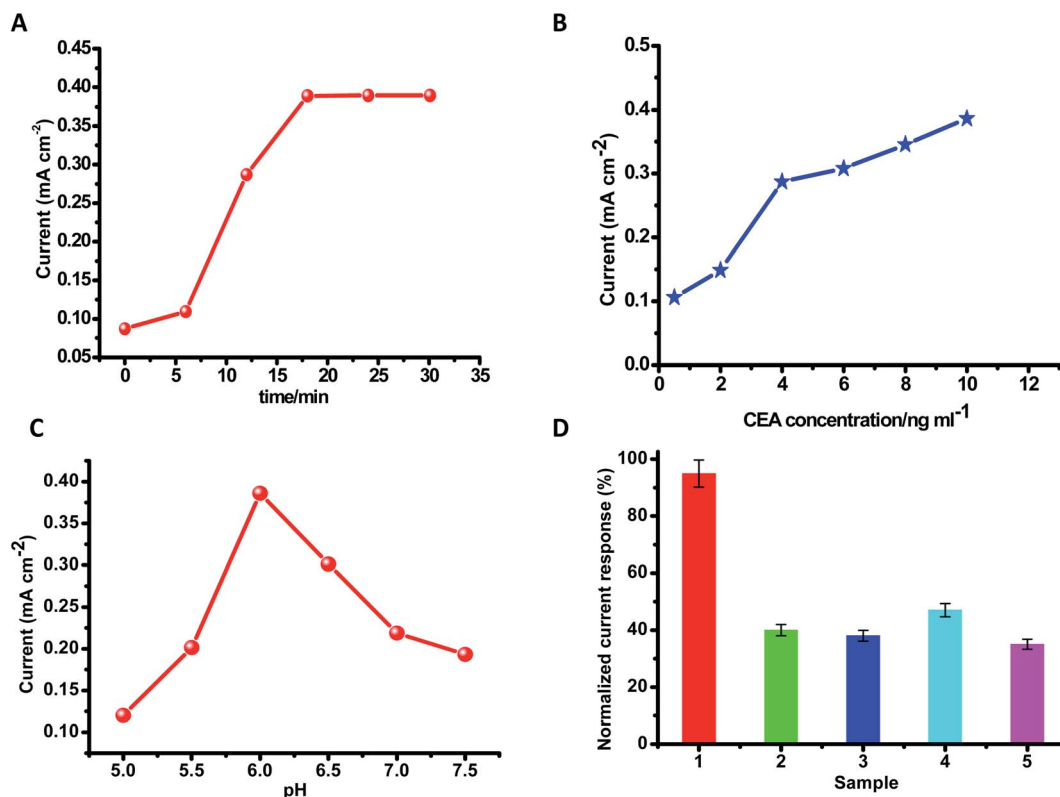 A
Current (mA cm-2)
0.45
0.40
0.35
0.30
0.25
0.20
0.15
0.10
0.05
0 5 10 15 20 25 30 35
time/min
B
Current (mA cm-2)
0.5
0.4
0.3
0.2
0.1
0.0
0 2 4 6 8 10 12
CEA concentration/ng ml-1
C
Current (mA cm-2)
0.40
0.35
0.30
0.25
0.20
0.15
0.10
5.0 5.5 6.0 6.5 7.0 7.5
pH
D
Normalized current response (%)
100
80
60
40
20
0
1 2 3 4 5
Sample